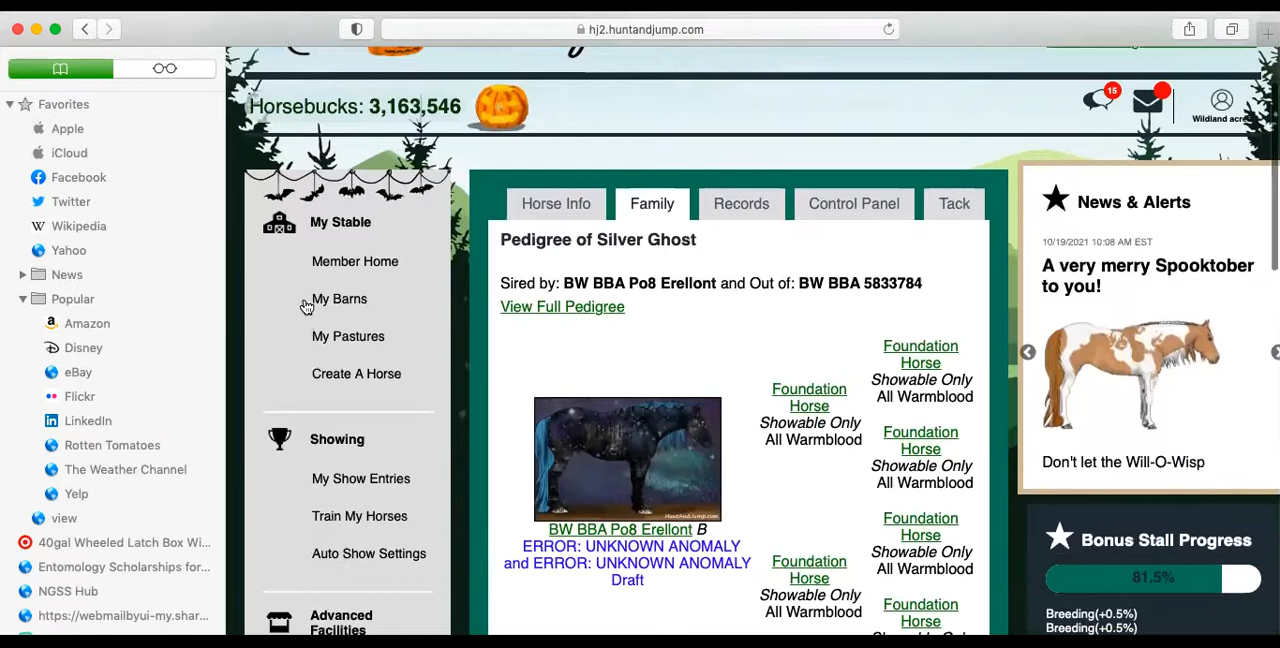 hj2.huntandjump.com
Favorites
Apple
iCloud
Facebook
Twitter
W Wikipedia
Yahoo
News
Popular
a Amazon
Disney
eBay
Flickr
in LinkedIn
Rotten Tomatoes
The Weather Channel
Yelp
view
40gal Wheeled Latch Box Wi...
Entomology Scholarships for...
NGSS Hub
https://webmailbyui-my.shar...
Horsebucks: 3,163,546
15
Wildland acre
My Stable
Member Home
My Barns
My Pastures
Create A Horse
Showing
My Show Entries
Train My Horses
Auto Show Settings
Advanced
Facilities
Horse Info
Family
Records
Control Panel
Tack
Pedigree of Silver Ghost
Sired by: BW BBA Po8 Erellont and Out of: BW BBA 5833784
View Full Pedigree
HuntAndJump.com
BW BBA Po8 Erellont B
ERROR: UNKNOWN ANOMALY
and ERROR: UNKNOWN ANOMALY
Draft
Foundation
Horse
Showable Only
All Warmblood
Foundation
Horse
Showable Only
All Warmblood
Foundation
Horse
Showable Only
All Warmblood
Foundation
Horse
Showable Only
All Warmblood
Foundation
Horse
Showable Only
All Warmblood
Foundation
Horse
News & Alerts
10/19/2021 10:08 AM EST
A very merry Spooktober
to you!
Don't let the Will-O-Wisp
Bonus Stall Progress
81.5%
Breeding(+0.5%)
Breeding(+0.5%)